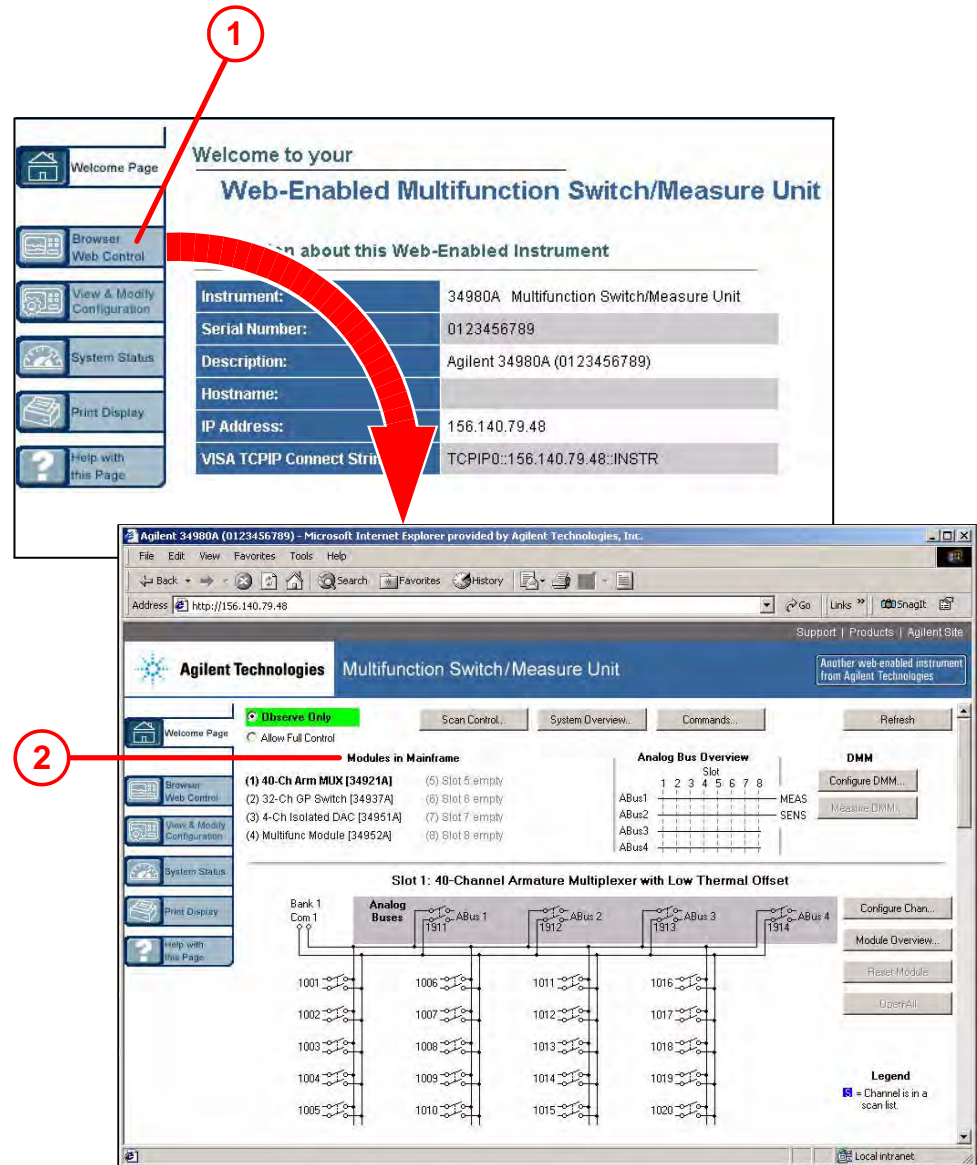 1
Welcome Page
Welcome to your
Web-Enabled Multifunction Switch/Measure Unit
Browser
Web Control
about this Web-Enabled Instrument
View & Modify
Configuration
System Status
Print Display
Help with
this Page
Instrument: 34980A Multifunction Switch/Measure Unit
Serial Number: 0123456789
Description: Agilent 34980A (0123456789)
Hostname:
IP Address: 156.140.79.48
VISA TCPIP Connect Strin TCPIP0::156.140.79.48::INSTR
Agilent 34980A (0123456789) - Microsoft Internet Explorer provided by Agilent Technologies, Inc.
File Edit View Favorites Tools Help
Back Search Favorites History
Address http://156.140.79.48 Go Links » SnagIt
Support | Products | Agilent Site
Agilent Technologies Multifunction Switch/Measure Unit
Another web-enabled instrument
from Agilent Technologies
2
Welcome Page
Browser
Web Control
View & Modify
Configuration
System Status
Print Display
Help with
this Page
Observe Only Scan Control... System Overview... Commands... Refresh
Allow Full Control
Modules in Mainframe
(1) 40-Ch Arm MUX [34921A] (5) Slot 5 empty
(2) 32-Ch GP Switch [34937A] (6) Slot 6 empty
(3) 4-Ch Isolated DAC [34951A] (7) Slot 7 empty
(4) Multifunc Module [34952A] (8) Slot 8 empty
Analog Bus Overview
Slot
1 2 3 4 5 6 7 8
ABus1 MEAS
ABus2 SENS
ABus3
ABus4
DMM
Configure DMM...
Measure DMM...
Slot 1: 40-Channel Armature Multiplexer with Low Thermal Offset
Bank 1
Com 1
Analog
Buses
ABus 1 ABus 2 ABus 3 ABus 4
1911 1912 1913 1914
Configure Chan...
Module Overview...
Reset Module
Open All
1001 1006 1011 1016
1002 1007 1012 1017
1003 1008 1013 1018
1004 1009 1014 1019
1005 1010 1015 1020
Legend
S = Channel is in a
scan list.
Local intranet